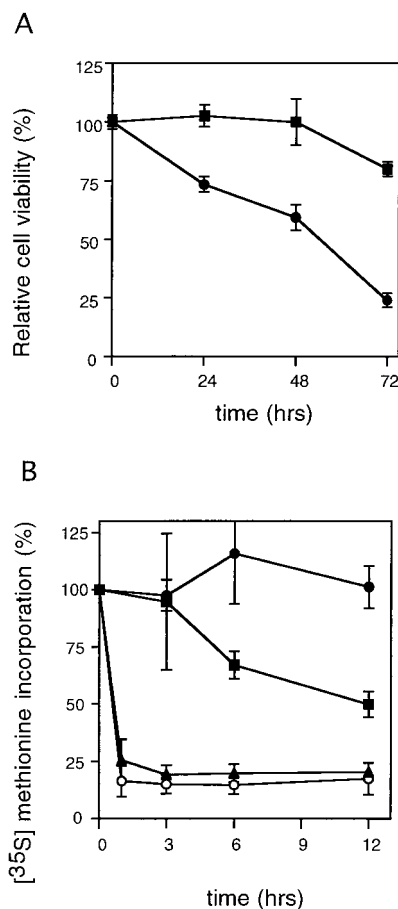 A
Relative cell viability (%)
125
100
75
50
25
0
0 24 48 72
time (hrs)
B
[³⁵S] methionine incorporation (%)
125
100
75
50
25
0
0 3 6 12
time (hrs)